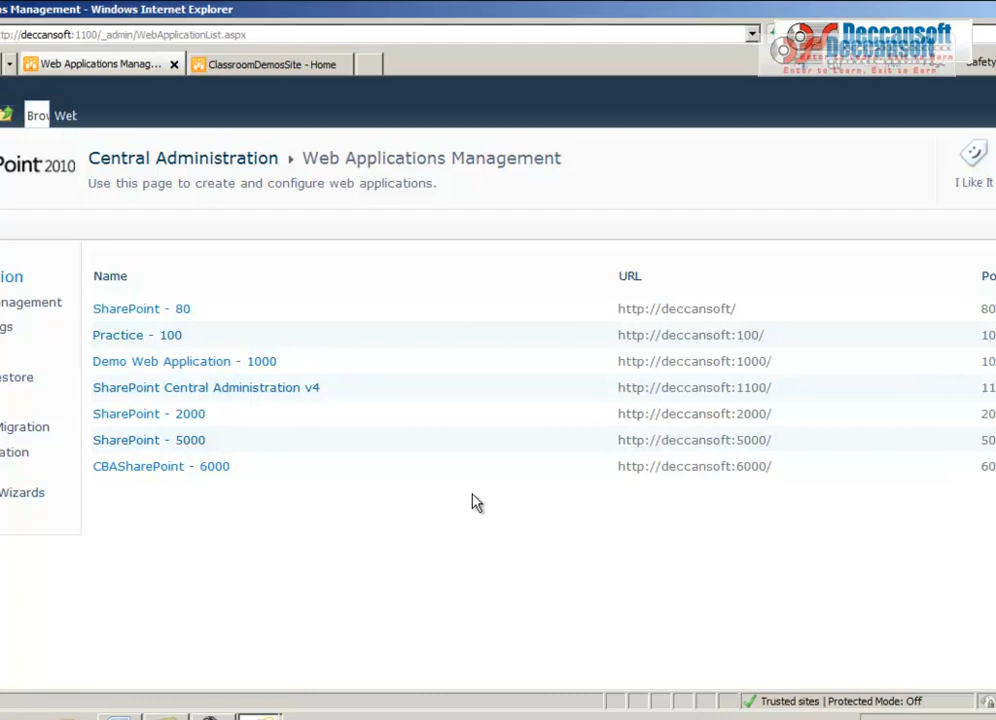 s Management - Windows Internet Explorer
tp://deccansoft:1100/_admin/WebApplicationList.aspx
Deccansoft
Deccansoft
Enter to Learn, Exit to Earn
Web Applications Manag...
ClassroomDemosSite - Home
Safety
Bro
Wet
Point 2010
Central Administration
Web Applications Management
Use this page to create and configure web applications.
I Like It
ion
Name
URL
Po
nagement
SharePoint - 80
http://deccansoft/
80
gs
Practice - 100
http://deccansoft:100/
10
Demo Web Application - 1000
http://deccansoft:1000/
10
estore
SharePoint Central Administration v4
http://deccansoft:1100/
11
SharePoint - 2000
http://deccansoft:2000/
20
Migration
SharePoint - 5000
http://deccansoft:5000/
50
ation
CBASharePoint - 6000
http://deccansoft:6000/
60
Wizards
Trusted sites | Protected Mode: Off